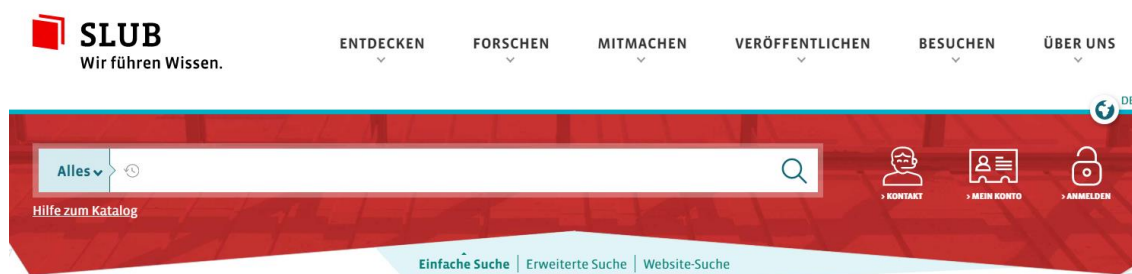 SLUB
Wir führen Wissen.
ENTDECKEN FORSCHEN MITMACHEN VERÖFFENTLICHEN BESUCHEN ÜBER UNS
DE
Alles
> KONTAKT > MEIN KONTO > ANMELDEN
Hilfe zum Katalog
Einfache Suche | Erweiterte Suche | Website-Suche